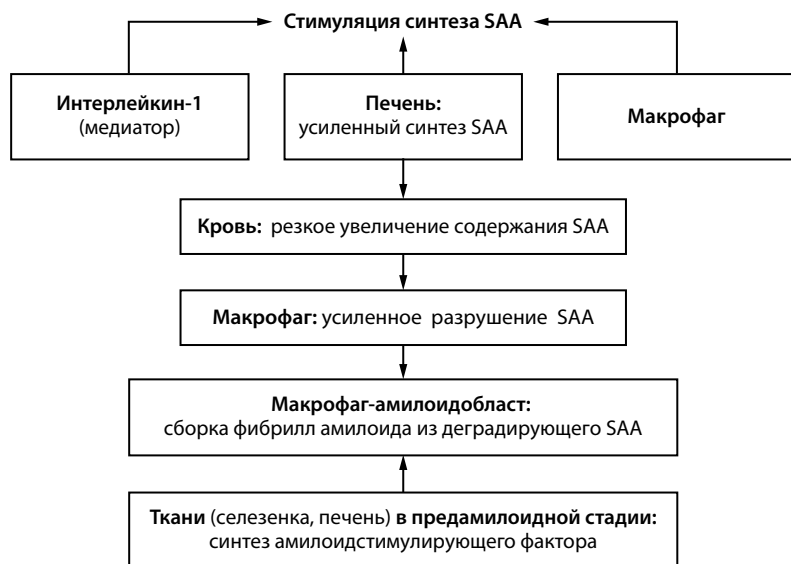 Стимуляция синтеза SAA
Интерлейкин-1
(медиатор)
Печень:
усиленный синтез SAA
Макрофаг
Кровь: резкое увеличение содержания SAA
Макрофаг: усиленное разрушение SAA
Макрофаг-амилоидобласт:
сборка фибрилл амилоида из деградирующего SAA
Ткани (селезенка, печень) в предамилоидной стадии:
синтез амилоидстимулирующего фактора